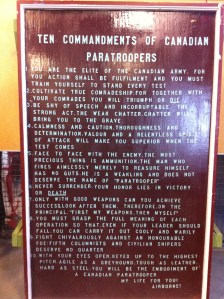 THE
TEN COMMANDMENTS OF CANADIAN
PARATROOPERS
1. YOU ARE THE ELITE OF THE CANADIAN ARMY. FOR
YOU ACTION SHALL BE FULFILMENT AND YOU MUST
TRAIN YOURSELF TO STAND EVERY TEST
2. CULTIVATE TRUE COMRADESHIP, FOR TOGETHER WITH
YOUR COMRADES YOU WILL TRIUMPH OR DIE
3. BE SHY OF SPEECH AND INCORRUPTABLE. THE
STRONG ACT, THE WEAK CHATTER, CHATTER WILL
BRING YOU TO THE GRAVE
4. CALMNESS AND CAUTION, THOROUGHNESS AND
DETERMINATION, VALOUR AND A RELENTLESS SPIRIT
OF ATTACK WILL MAKE YOU SUPERIOR WHEN THE
TEST COMES
5. FACE TO FACE WITH THE ENEMY, THE MOST
PRECIOUS THING IS AMMUNITION. THE MAN WHO
FIRES AIMLESSLY MERELY TO REASSURE HIMSELF
HAS NO GUTS. HE IS A WEAKLING AND DOES NOT
DESERVE THE NAME OF "PARATROOPER"
6. NEVER SURRENDER. YOUR HONOR LIES IN VICTORY
OR DEATH
7. ONLY WITH GOOD WEAPONS CAN YOU ACHIEVE
SUCCESS. LOOK AFTER THEM, THEREFORE, ON THE
PRINCIPAL, "FIRST MY WEAPONS, THEN MYSELF"
8. YOU MUST GRASP THE FULL MEANING OF EACH
OPERATION SO THAT, EVEN IF YOUR LEADER SHOULD
FALL, YOU CAN CARRY IT OUT COOLY AND WARILY
9. FIGHT CHIVALROUSLY AGAINST AN HONOURABLE
FOE; FIFTH COLUMNISTS AND CIVILIAN SNIPERS
DESERVE NO QUARTER
10. WITH YOUR EYES OPEN, KEYED UP TO THE HIGHEST
PITCH, AGILE AS A GREYHOUND, TOUGH AS LEATHER,
HARD AS STEEL, YOU WILL BE THE EMBODIMENT OF
A CANADIAN PARATROOPER
MY LIFE FOR YOU!
AIRBORNE!